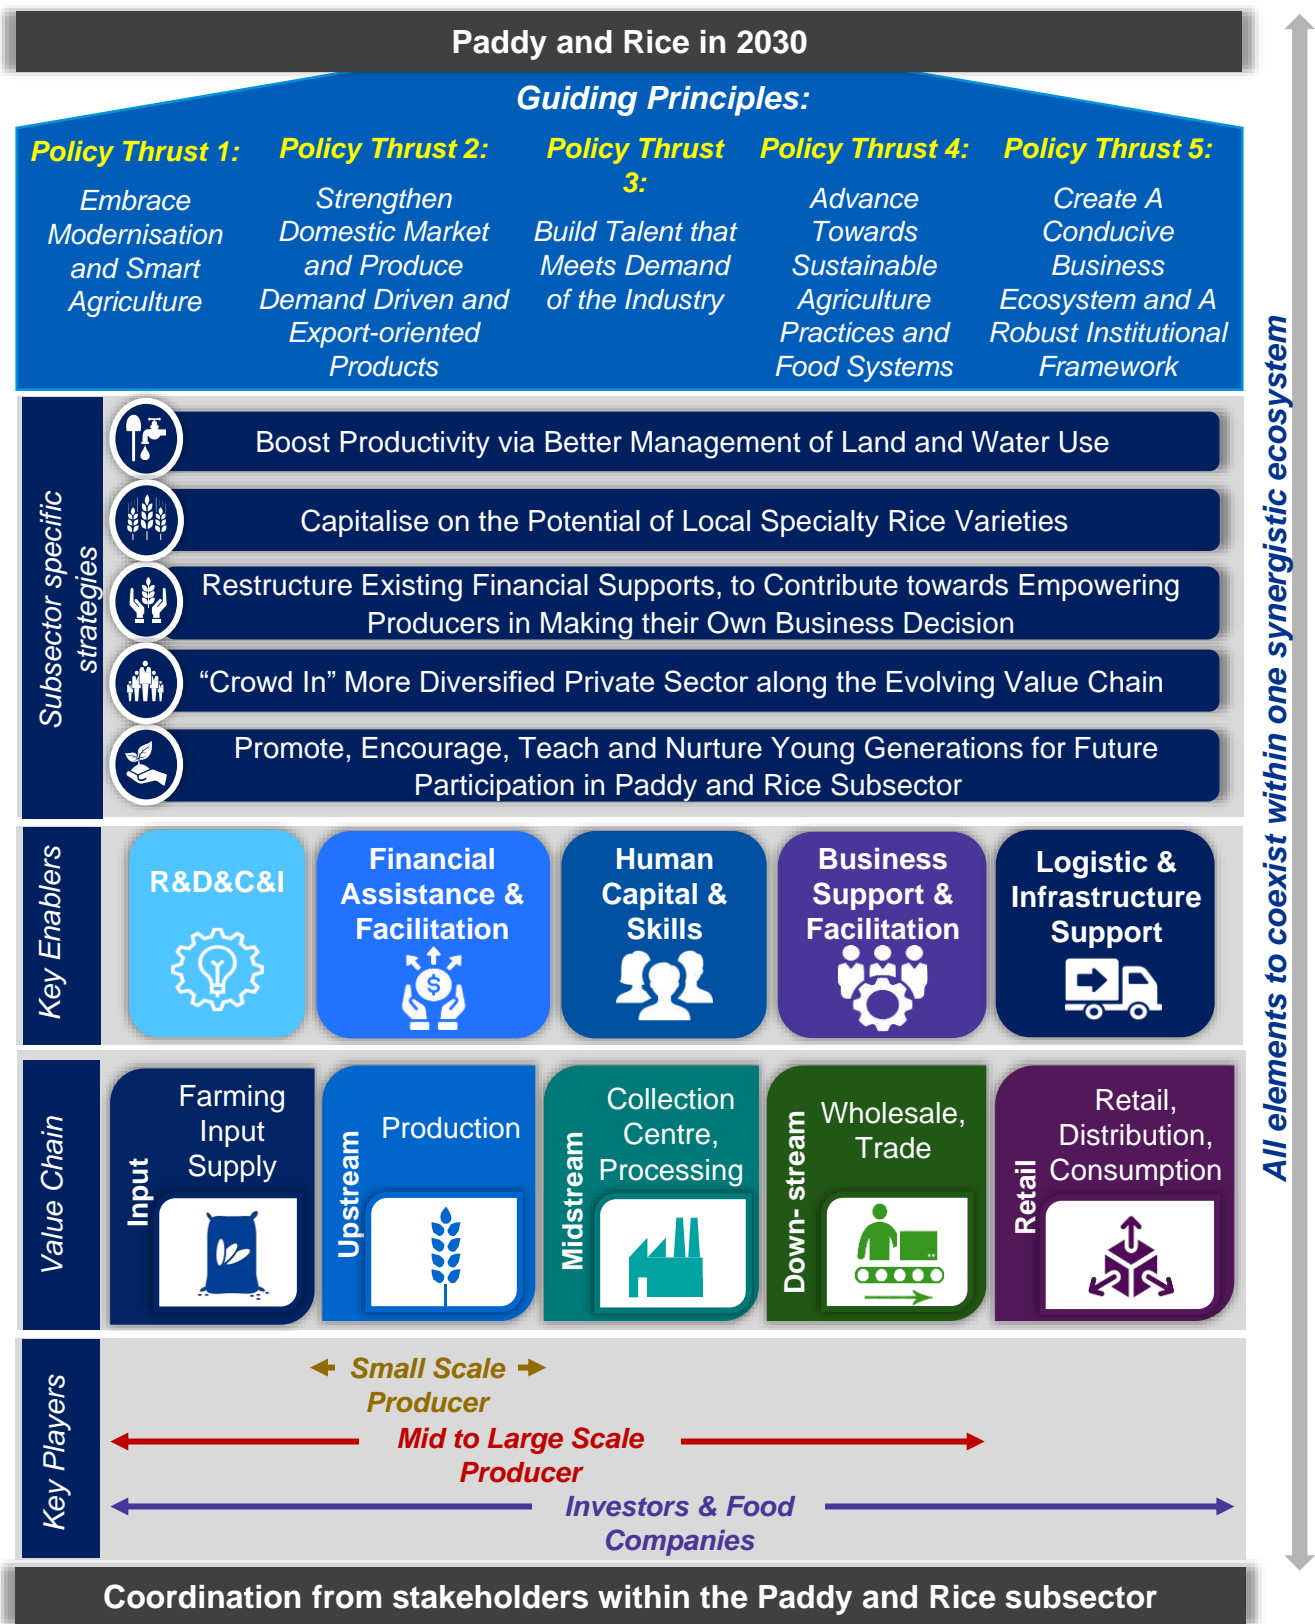 Paddy and Rice in 2030
Guiding Principles:
Policy Thrust 1:
Embrace
Modernisation
and Smart
Agriculture
Policy Thrust 2:
Strengthen
Domestic Market
and Produce
Demand Driven and
Export-oriented
Products
Policy Thrust
3:
Build Talent that
Meets Demand
of the Industry
Policy Thrust 4:
Advance
Towards
Sustainable
Agriculture
Practices and
Food Systems
Policy Thrust 5:
Create A
Conducive
Business
Ecosystem and A
Robust Institutional
Framework
Subsector specific
strategies
Boost Productivity via Better Management of Land and Water Use
Capitalise on the Potential of Local Specialty Rice Varieties
Restructure Existing Financial Supports, to Contribute towards Empowering
Producers in Making their Own Business Decision
“Crowd In” More Diversified Private Sector along the Evolving Value Chain
Promote, Encourage, Teach and Nurture Young Generations for Future
Participation in Paddy and Rice Subsector
Key Enablers
R&D&C&I
Financial
Assistance &
Facilitation
$
Human
Capital &
Skills
Business
Support &
Facilitation
Logistic &
Infrastructure
Support
Value Chain
Input
Farming
Input
Supply
Upstream
Production
Midstream
Collection
Centre,
Processing
Down- stream
Wholesale,
Trade
Retail
Retail,
Distribution,
Consumption
Key Players
Small Scale
Producer
Mid to Large Scale
Producer
Investors & Food
Companies
All elements to coexist within one synergistic ecosystem
Coordination from stakeholders within the Paddy and Rice subsector